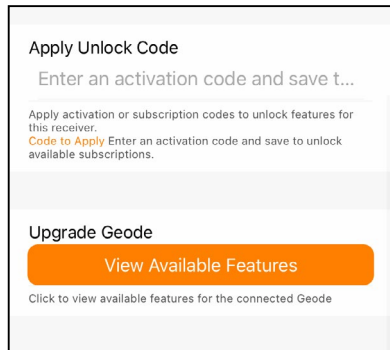 Apply Unlock Code
Enter an activation code and save t...
Apply activation or subscription codes to unlock features for
this receiver.
Code to Apply Enter an activation code and save to unlock
available subscriptions.
Upgrade Geode
View Available Features
Click to view available features for the connected Geode